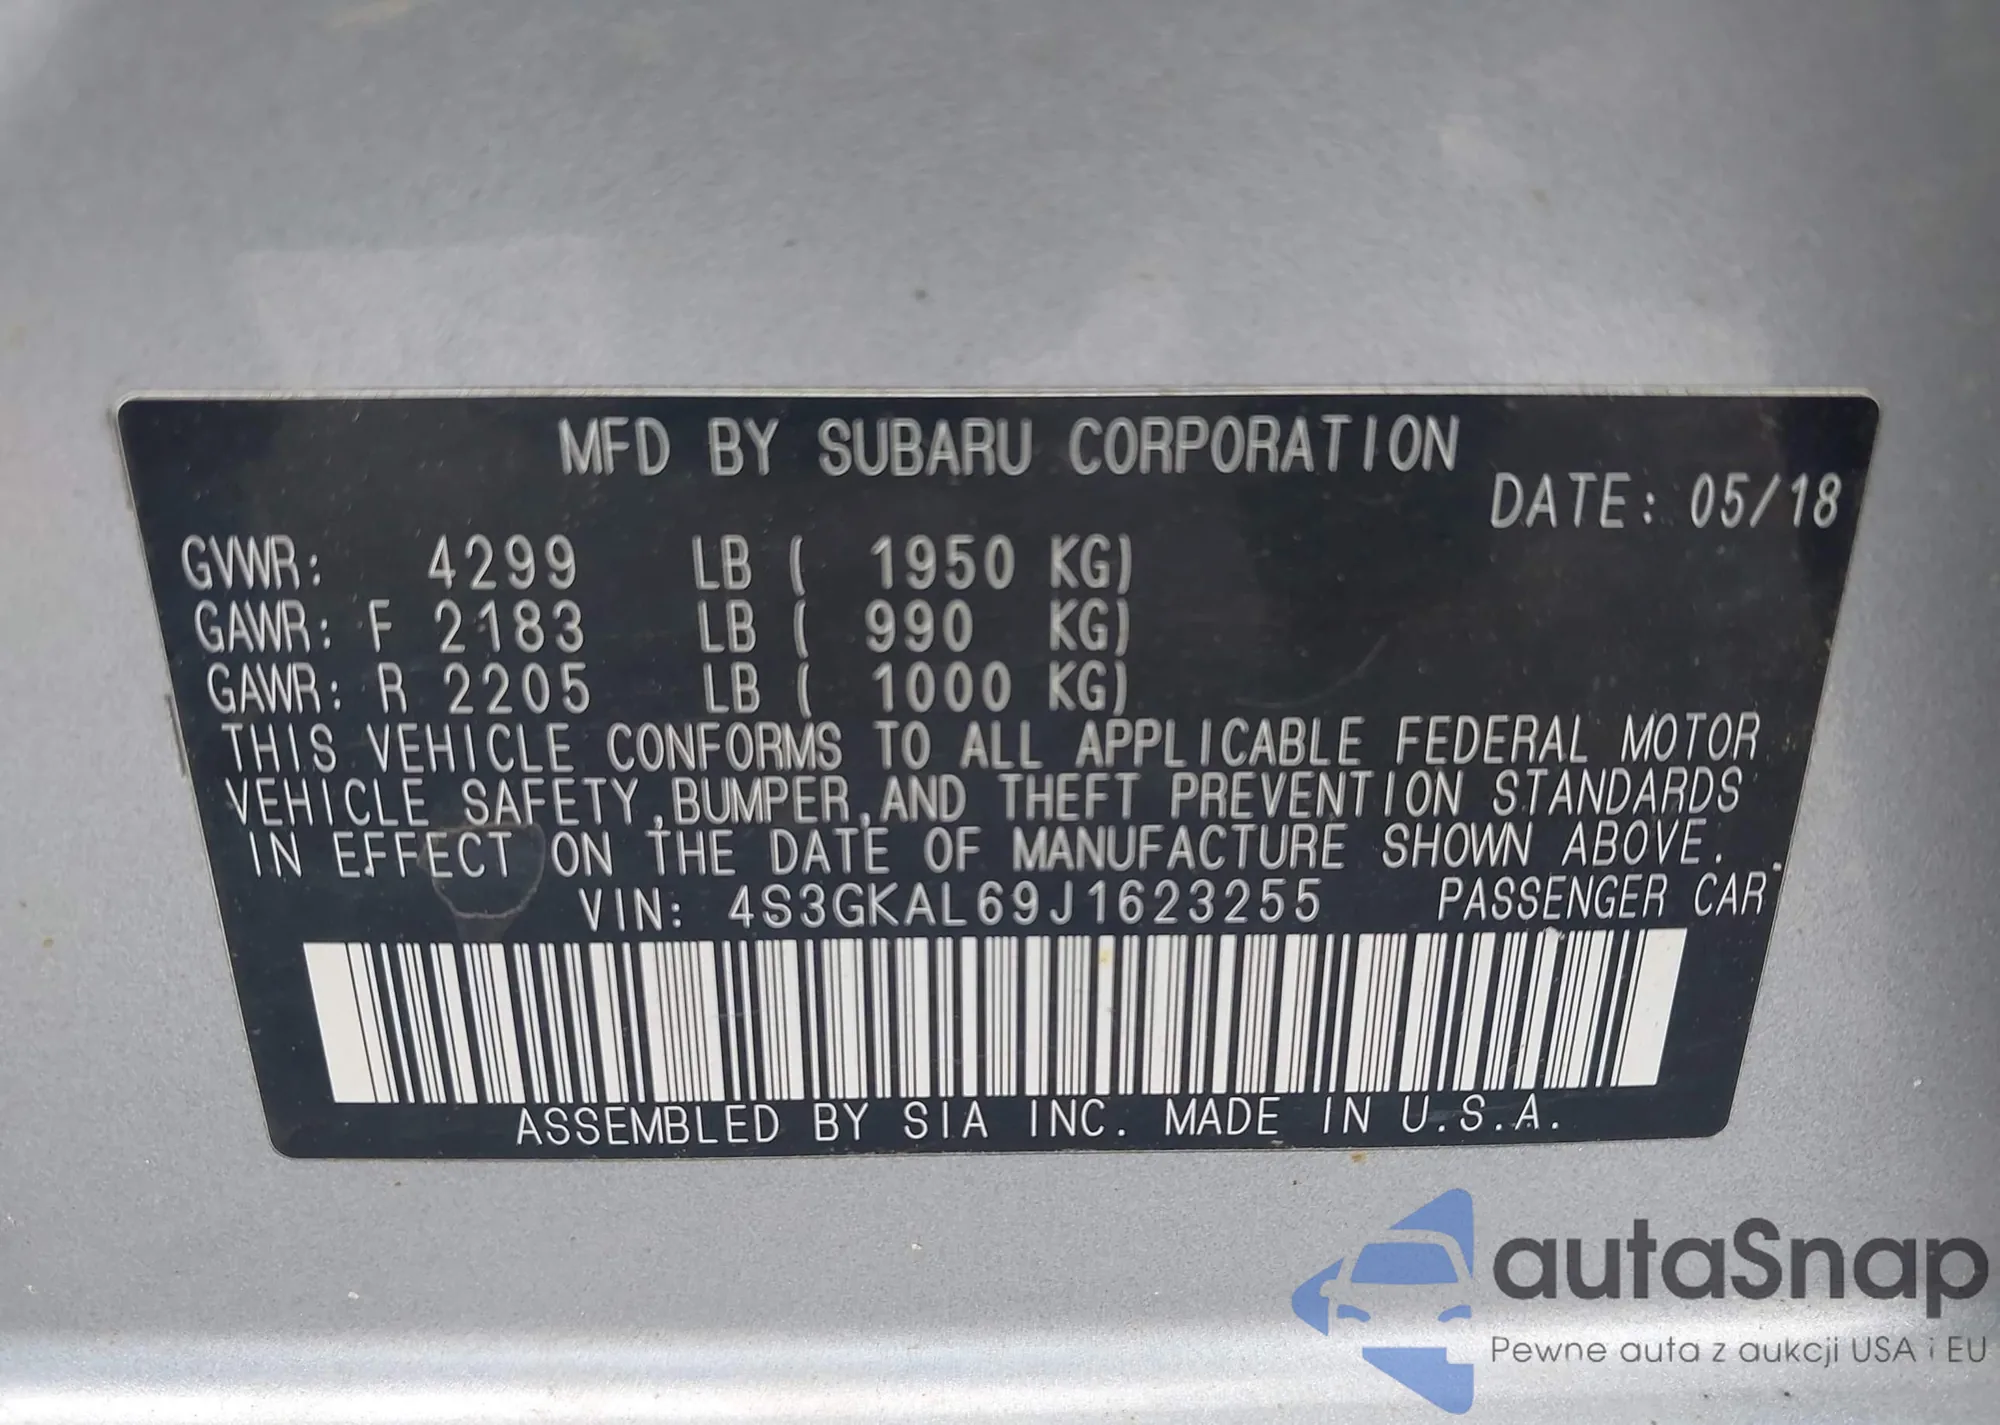 MFD BY SUBARU CORPORATION
DATE: 05/18
GVWR: 4299 LB ( 1950 KG)
GAWR: F 2183 LB ( 990 KG)
GAWR: R 2205 LB ( 1000 KG)
THIS VEHICLE CONFORMS TO ALL APPLICABLE FEDERAL MOTOR
VEHICLE SAFETY,BUMPER,AND THEFT PREVENTION STANDARDS
IN EFFECT ON THE DATE OF MANUFACTURE SHOWN ABOVE.
VIN: 4S3GKAL69J1623255 PASSENGER CAR
ASSEMBLED BY SIA INC. MADE IN U.S.A.
autaSnap
Pewne auta z aukcji USA i EU